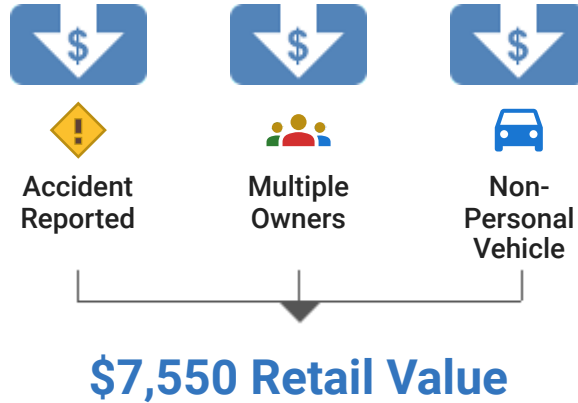 $ $ $
!
Accident Multiple Non-
Reported Owners Personal
Vehicle
$7,550 Retail Value